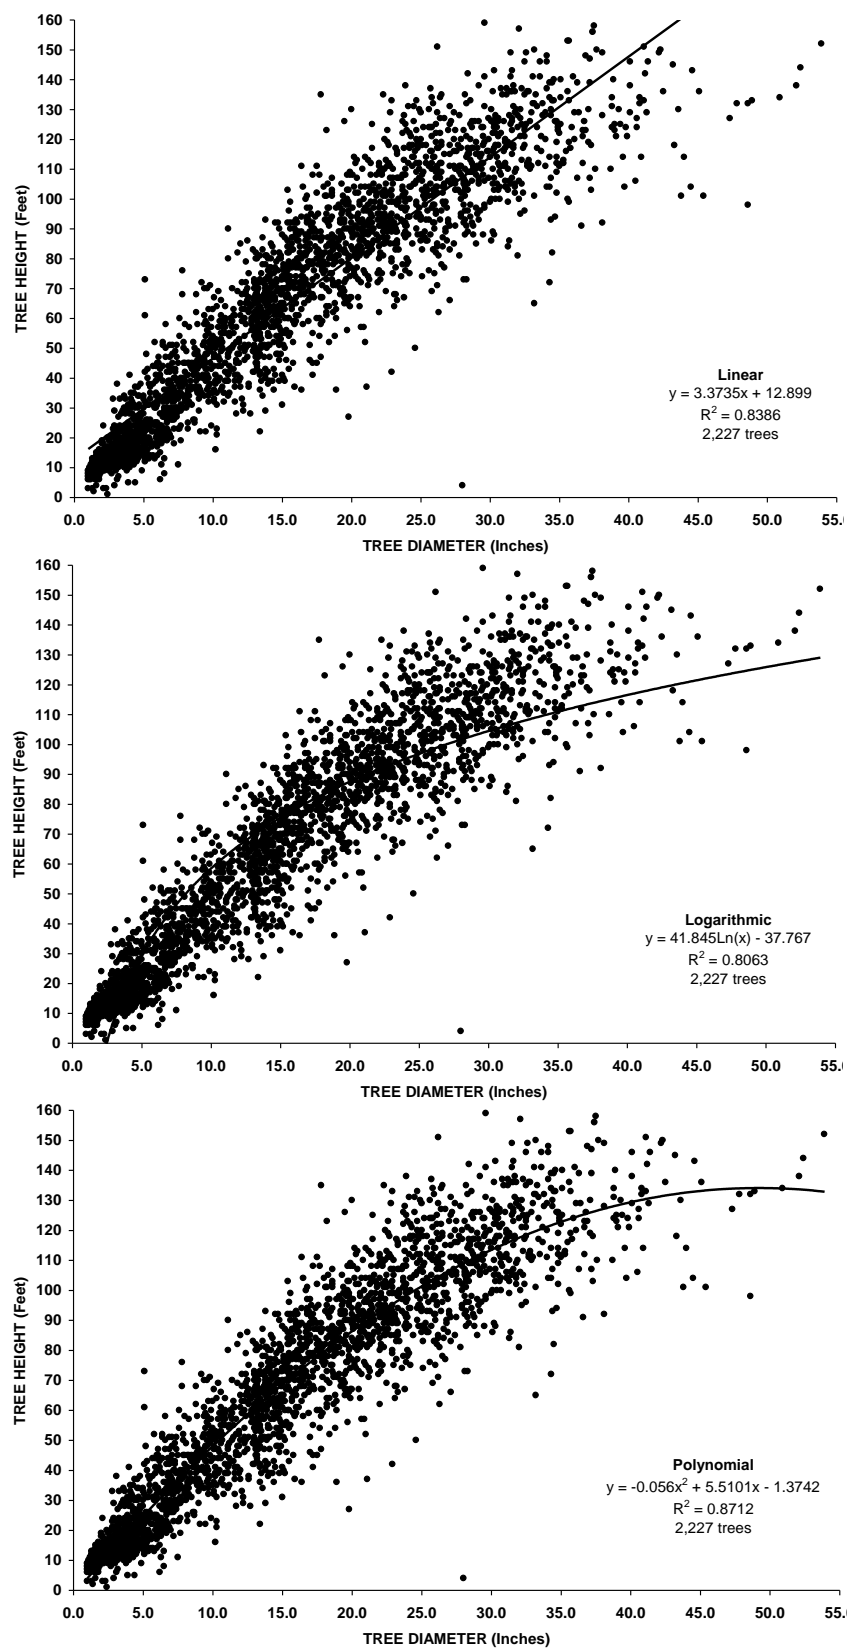 160
150
140
130
120
110
100
90
80
70
60
50
40
30
20
10
0
TREE HEIGHT (Feet)
Linear
y = 3.3735x + 12.899
R² = 0.8386
2,227 trees
0.0 5.0 10.0 15.0 20.0 25.0 30.0 35.0 40.0 45.0 50.0 55.0
TREE DIAMETER (Inches)
160
150
140
130
120
110
100
90
80
70
60
50
40
30
20
10
0
TREE HEIGHT (Feet)
Logarithmic
y = 41.845Ln(x) - 37.767
R² = 0.8063
2,227 trees
0.0 5.0 10.0 15.0 20.0 25.0 30.0 35.0 40.0 45.0 50.0 55.0
TREE DIAMETER (Inches)
160
150
140
130
120
110
100
90
80
70
60
50
40
30
20
10
0
TREE HEIGHT (Feet)
Polynomial
y = -0.056x² + 5.5101x - 1.3742
R² = 0.8712
2,227 trees
0.0 5.0 10.0 15.0 20.0 25.0 30.0 35.0 40.0 45.0 50.0 55.0
TREE DIAMETER (Inches)